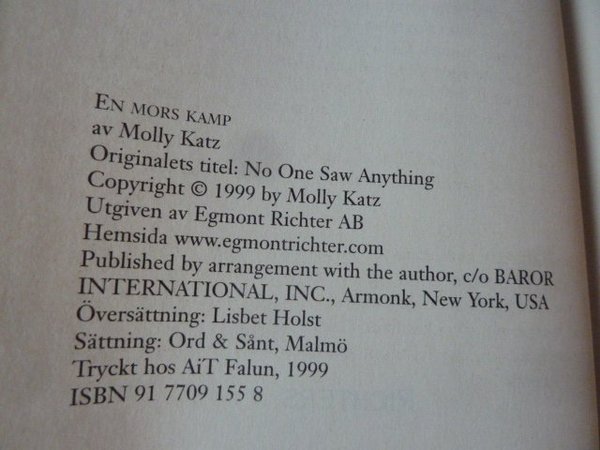 EN MORS KAMP
av Molly Katz
Originalets titel: No One Saw Anything
Copyright © 1999 by Molly Katz
Utgiven av Egmont Richter AB
Hemsida www.egmontrichter.com
Published by arrangement with the author, c/o BAROR
INTERNATIONAL, INC., Armonk, New York, USA
Översättning: Lisbet Holst
Sättning: Ord & Sånt, Malmö
Tryckt hos AiT Falun, 1999
ISBN 91 7709 155 8